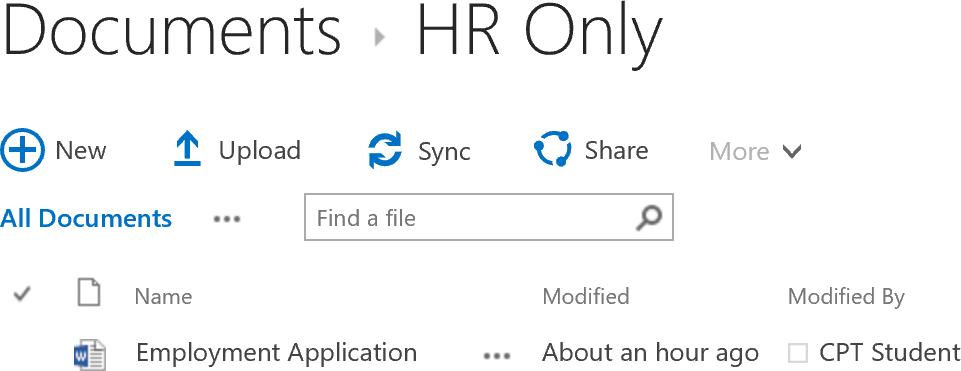 Documents HR Only
New Upload Sync Share More
All Documents ... Find a file
Name Modified Modified By
Employment Application ... About an hour ago CPT Student